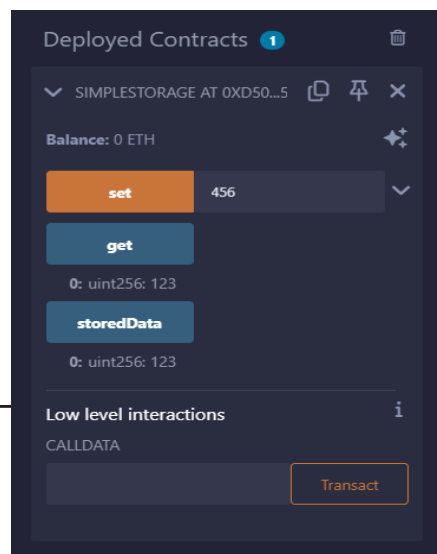 Deployed Contracts 1
SIMPLESTORAGE AT 0XD50...5
Balance: 0 ETH
set 456
get
0: uint256: 123
storedData
0: uint256: 123
Low level interactions i
CALLDATA
Transact